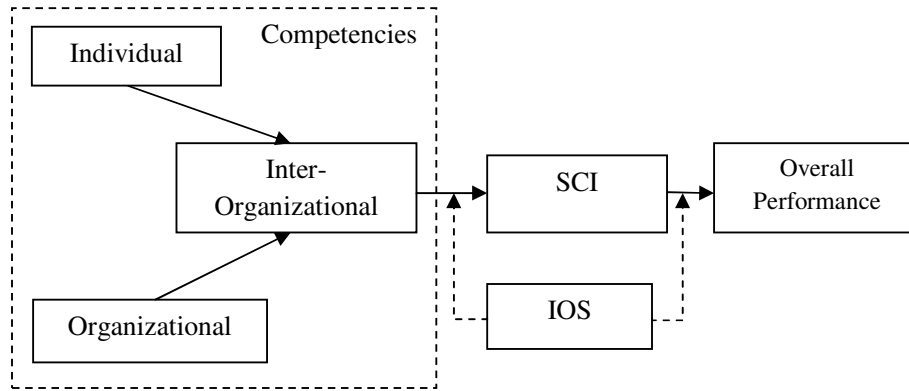 Competencies
Individual
Inter-
Organizational
SCI
Overall
Performance
Organizational
IOS